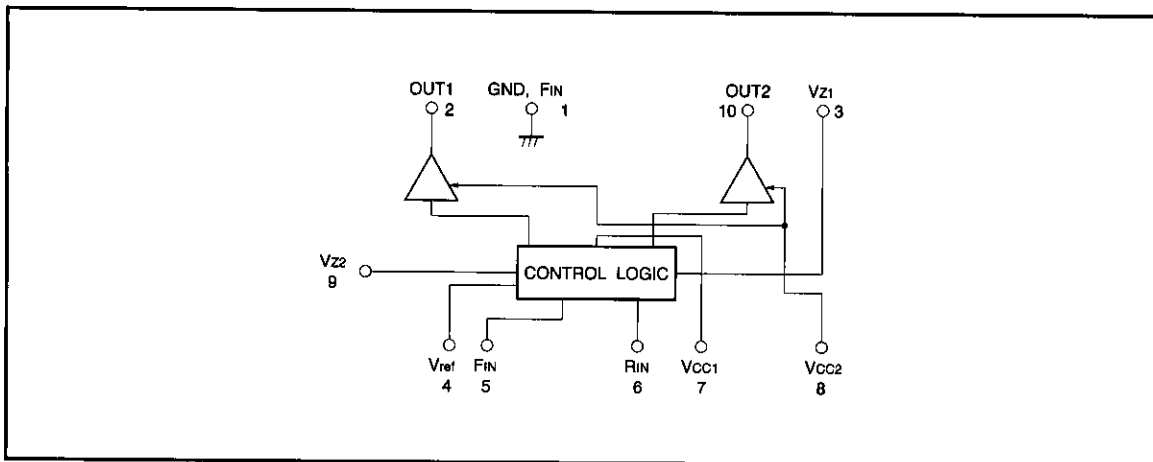 OUT1
2
GND, FIN
1
OUT2
10
VZ1
3
VZ2
9
CONTROL LOGIC
Vref
4
FIN
5
RIN
6
VCC1
7
VCC2
8